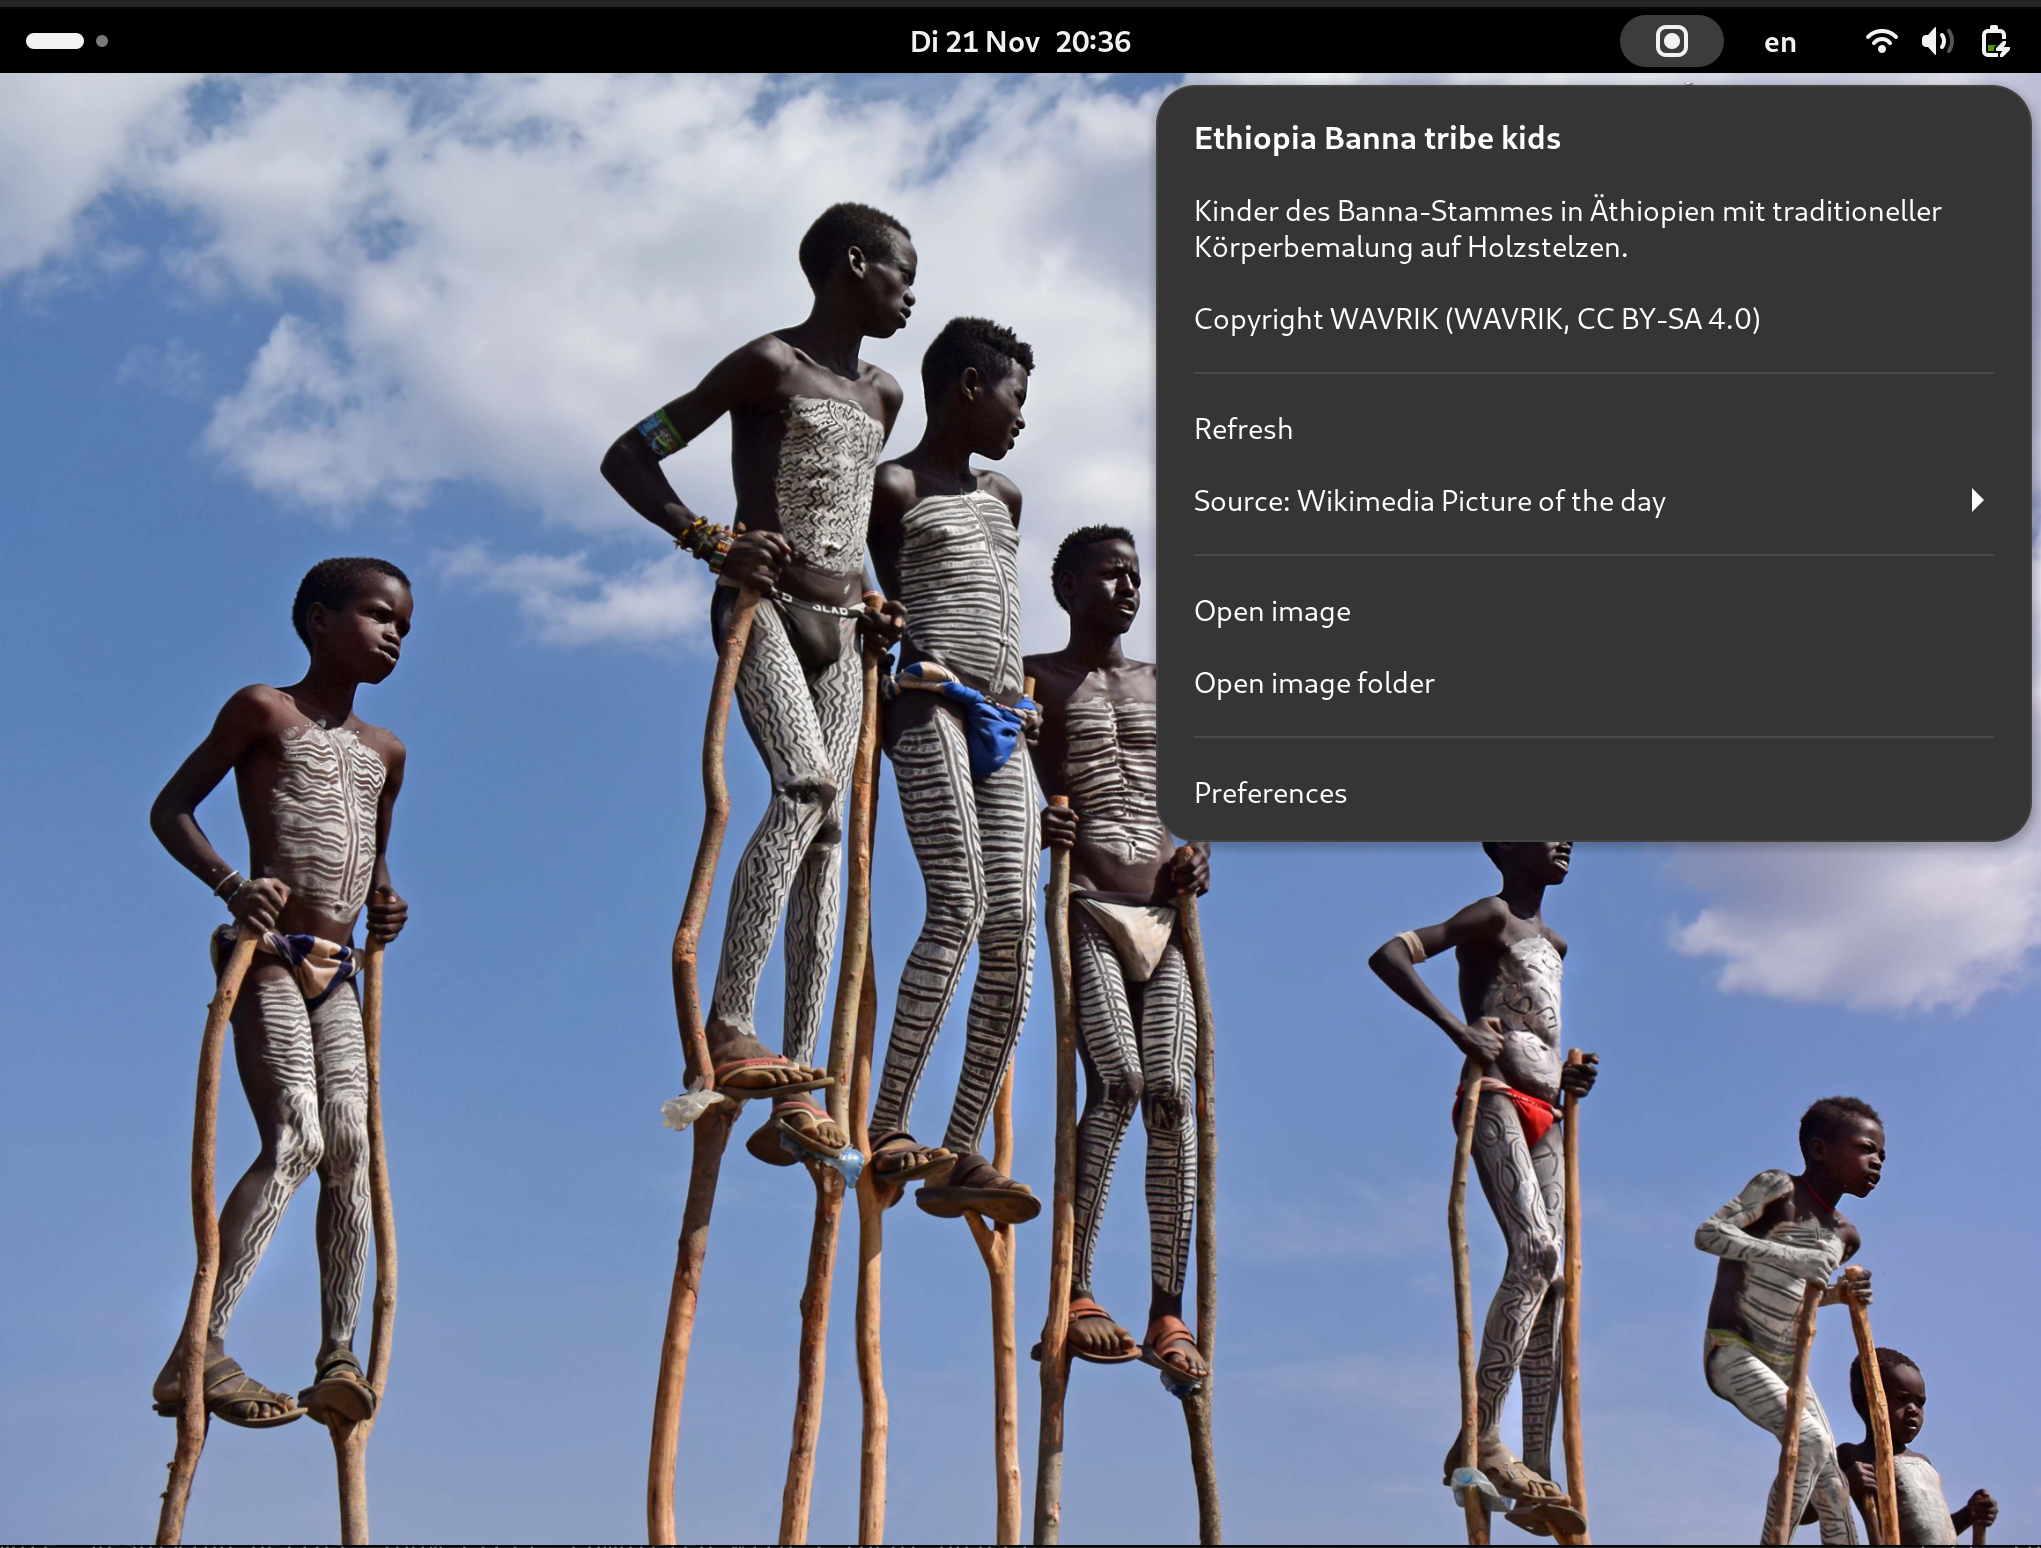 Di 21 Nov 20:36
en
Ethiopia Banna tribe kids
Kinder des Banna-Stammes in Äthiopien mit traditioneller
Körperbemalung auf Holzstelzen.
Copyright WAVRIK (WAVRIK, CC BY-SA 4.0)
Refresh
Source: Wikimedia Picture of the day
Open image
Open image folder
Preferences